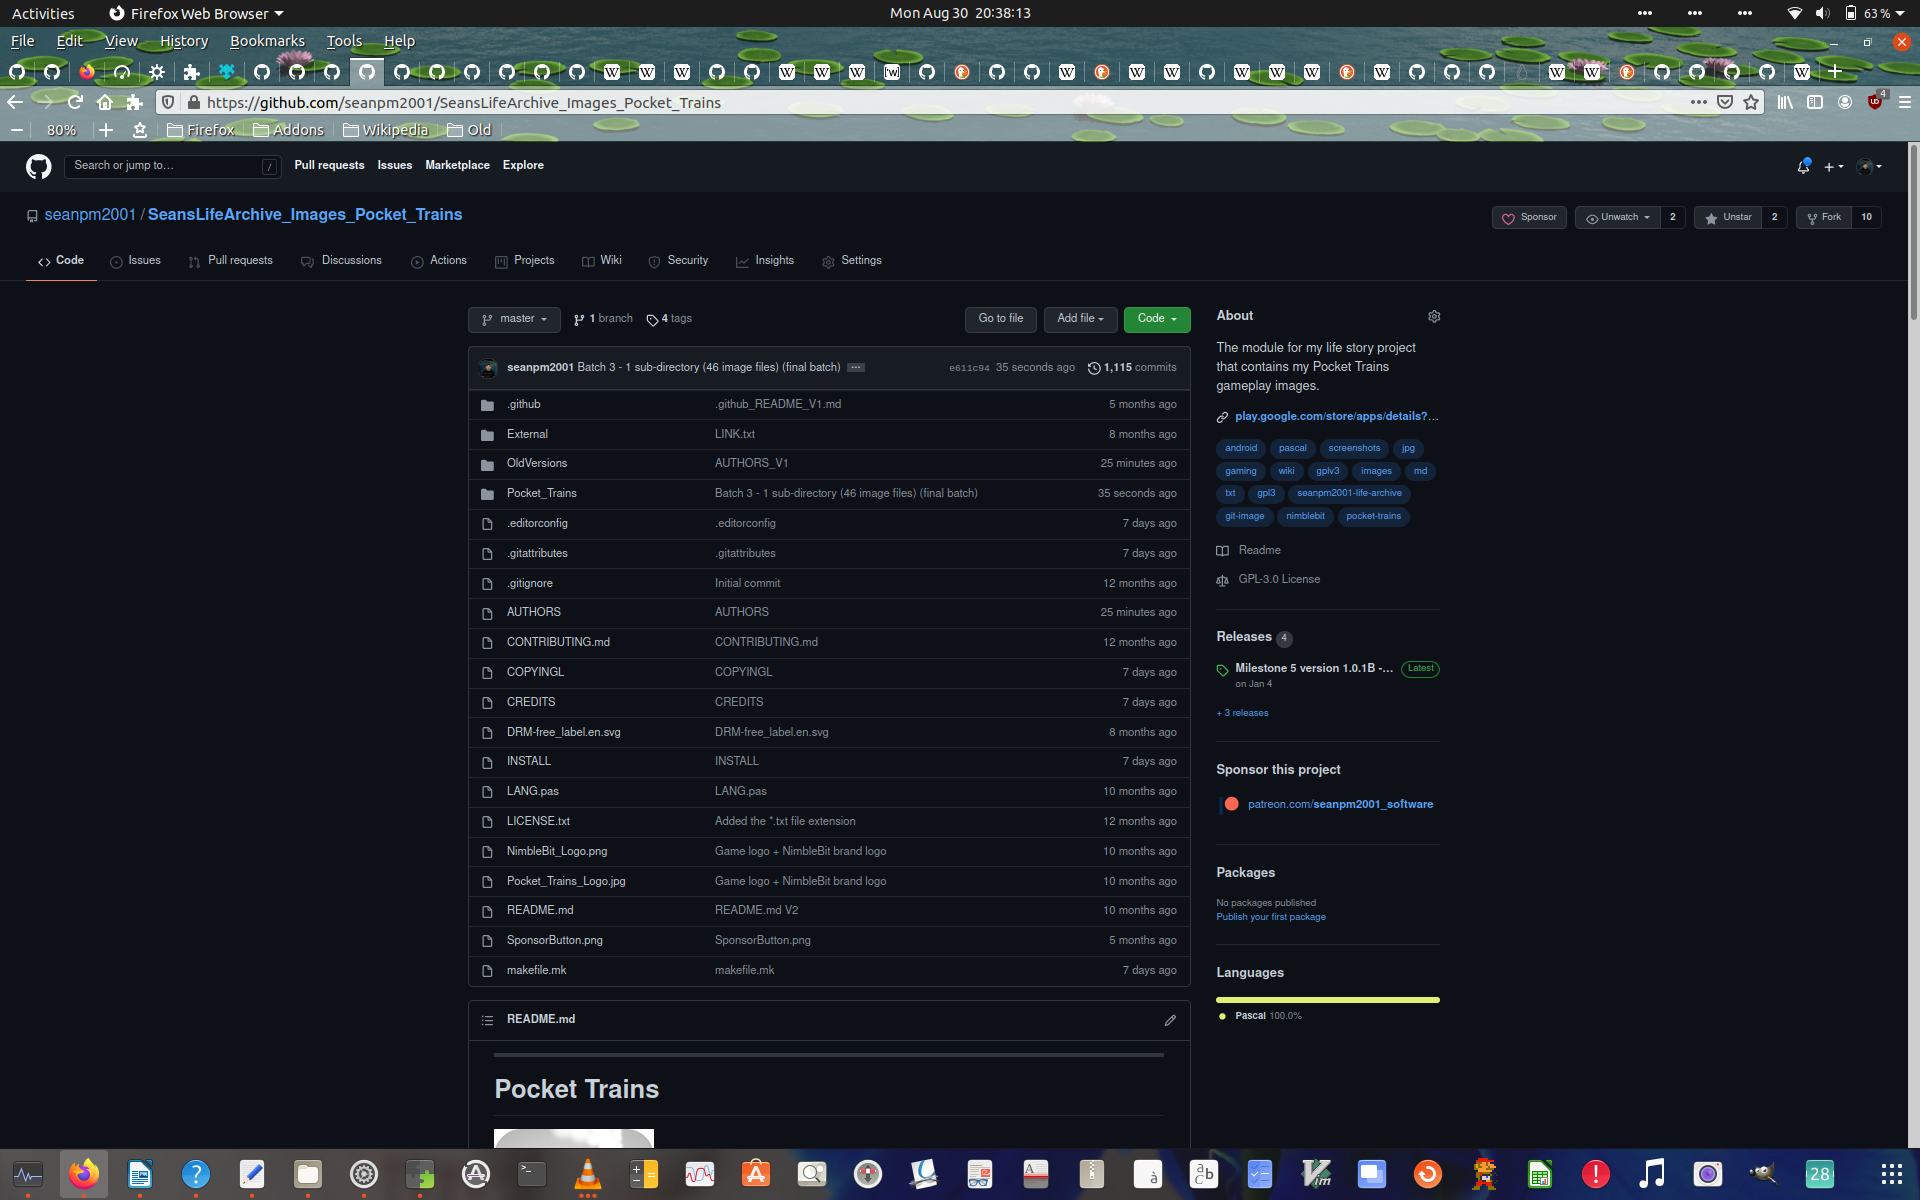 Activities Firefox Web Browser Mon Aug 30 20:38:13 63 %
File Edit View History Bookmarks Tools Help
https://github.com/seanpm2001/SeansLifeArchive_Images_Pocket_Trains 4
80% Firefox Addons Wikipedia Old
Search or jump to... / Pull requests Issues Marketplace Explore
seanpm2001 / SeansLifeArchive_Images_Pocket_Trains Sponsor Unwatch 2 Unstar 2 Fork 10
Code Issues Pull requests Discussions Actions Projects Wiki Security Insights Settings
master 1 branch 4 tags Go to file Add file Code
seanpm2001 Batch 3 - 1 sub-directory (46 image files) (final batch) e611c94 35 seconds ago 1,115 commits
.github .github_README_V1.md 5 months ago
External LINK.txt 8 months ago
OldVersions AUTHORS_V1 25 minutes ago
Pocket_Trains Batch 3 - 1 sub-directory (46 image files) (final batch) 35 seconds ago
.editorconfig .editorconfig 7 days ago
.gitattributes .gitattributes 7 days ago
.gitignore Initial commit 12 months ago
AUTHORS AUTHORS 25 minutes ago
CONTRIBUTING.md CONTRIBUTING.md 12 months ago
COPYINGL COPYINGL 7 days ago
CREDITS CREDITS 7 days ago
DRM-free_label.en.svg DRM-free_label.en.svg 8 months ago
INSTALL INSTALL 7 days ago
LANG.pas LANG.pas 10 months ago
LICENSE.txt Added the *.txt file extension 12 months ago
NimbleBit_Logo.png Game logo + NimbleBit brand logo 10 months ago
Pocket_Trains_Logo.jpg Game logo + NimbleBit brand logo 10 months ago
README.md README.md V2 10 months ago
SponsorButton.png SponsorButton.png 5 months ago
makefile.mk makefile.mk 7 days ago
README.md
Pocket Trains
About
The module for my life story project
that contains my Pocket Trains
gameplay images.
play.google.com/store/apps/details?...
android pascal screenshots jpg
gaming wiki gplv3 images md
txt gpl3 seanpm2001-life-archive
git-image nimblebit pocket-trains
Readme
GPL-3.0 License
Releases 4
Milestone 5 version 1.0.1B -... Latest
on Jan 4
+ 3 releases
Sponsor this project
patreon.com/seanpm2001_software
Packages
No packages published
Publish your first package
Languages
Pascal 100.0%
28